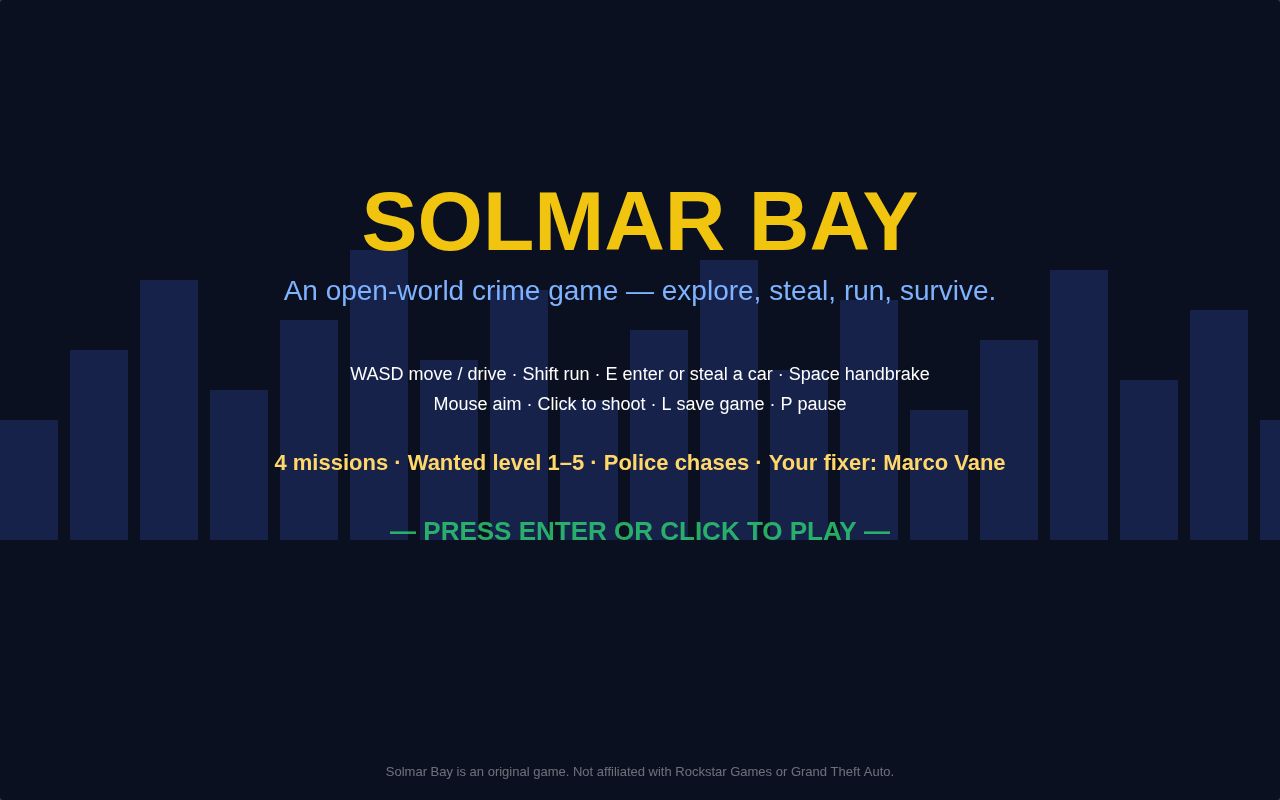 SOLMAR BAY
An open-world crime game — explore, steal, run, survive.
WASD move / drive · Shift run · E enter or steal a car · Space handbrake
Mouse aim · Click to shoot · L save game · P pause
4 missions · Wanted level 1–5 · Police chases · Your fixer: Marco Vane
— PRESS ENTER OR CLICK TO PLAY —
Solmar Bay is an original game. Not affiliated with Rockstar Games or Grand Theft Auto.